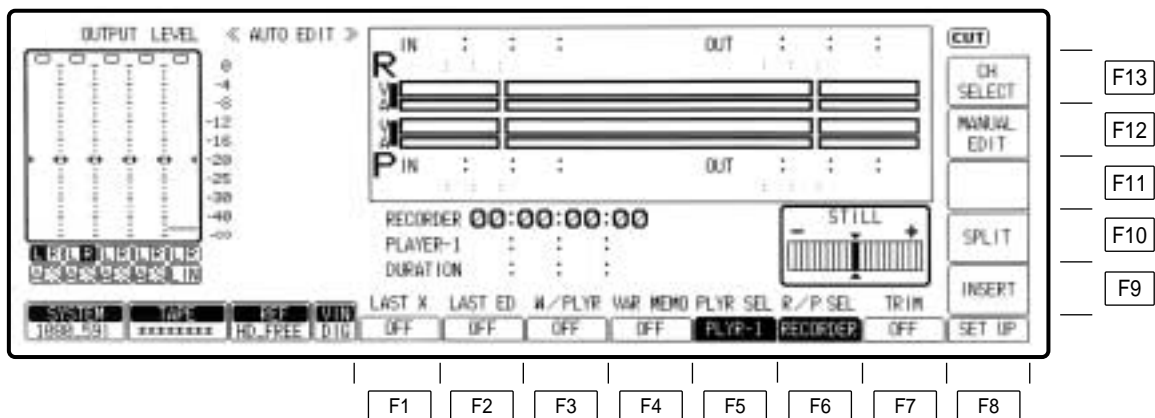 OUTPUT LEVEL
≪ AUTO EDIT ≫
0
-4
-8
-12
-16
-20
-25
-30
-40
-∞
R
IN : : :
OUT : : :
V
A
V
A
P
IN : : :
OUT : : :
RECORDER 00:00:00:00
PLAYER-1 : : :
DURATION : : :
STILL
- +
CUT
CH SELECT
MANUAL EDIT
SPLIT
INSERT
SET UP
F13
F12
F11
F10
F9
L R L R L R L R L R
LIN
SYSTEM TAPE REF VIN
******** HD_FREE DIG
LAST X LAST ED W/PLYR VAR MEMO PLYR SEL R/P SEL TRIM
OFF OFF OFF OFF PLYR-1 RECORDER OFF
F1 F2 F3 F4 F5 F6 F7 F8